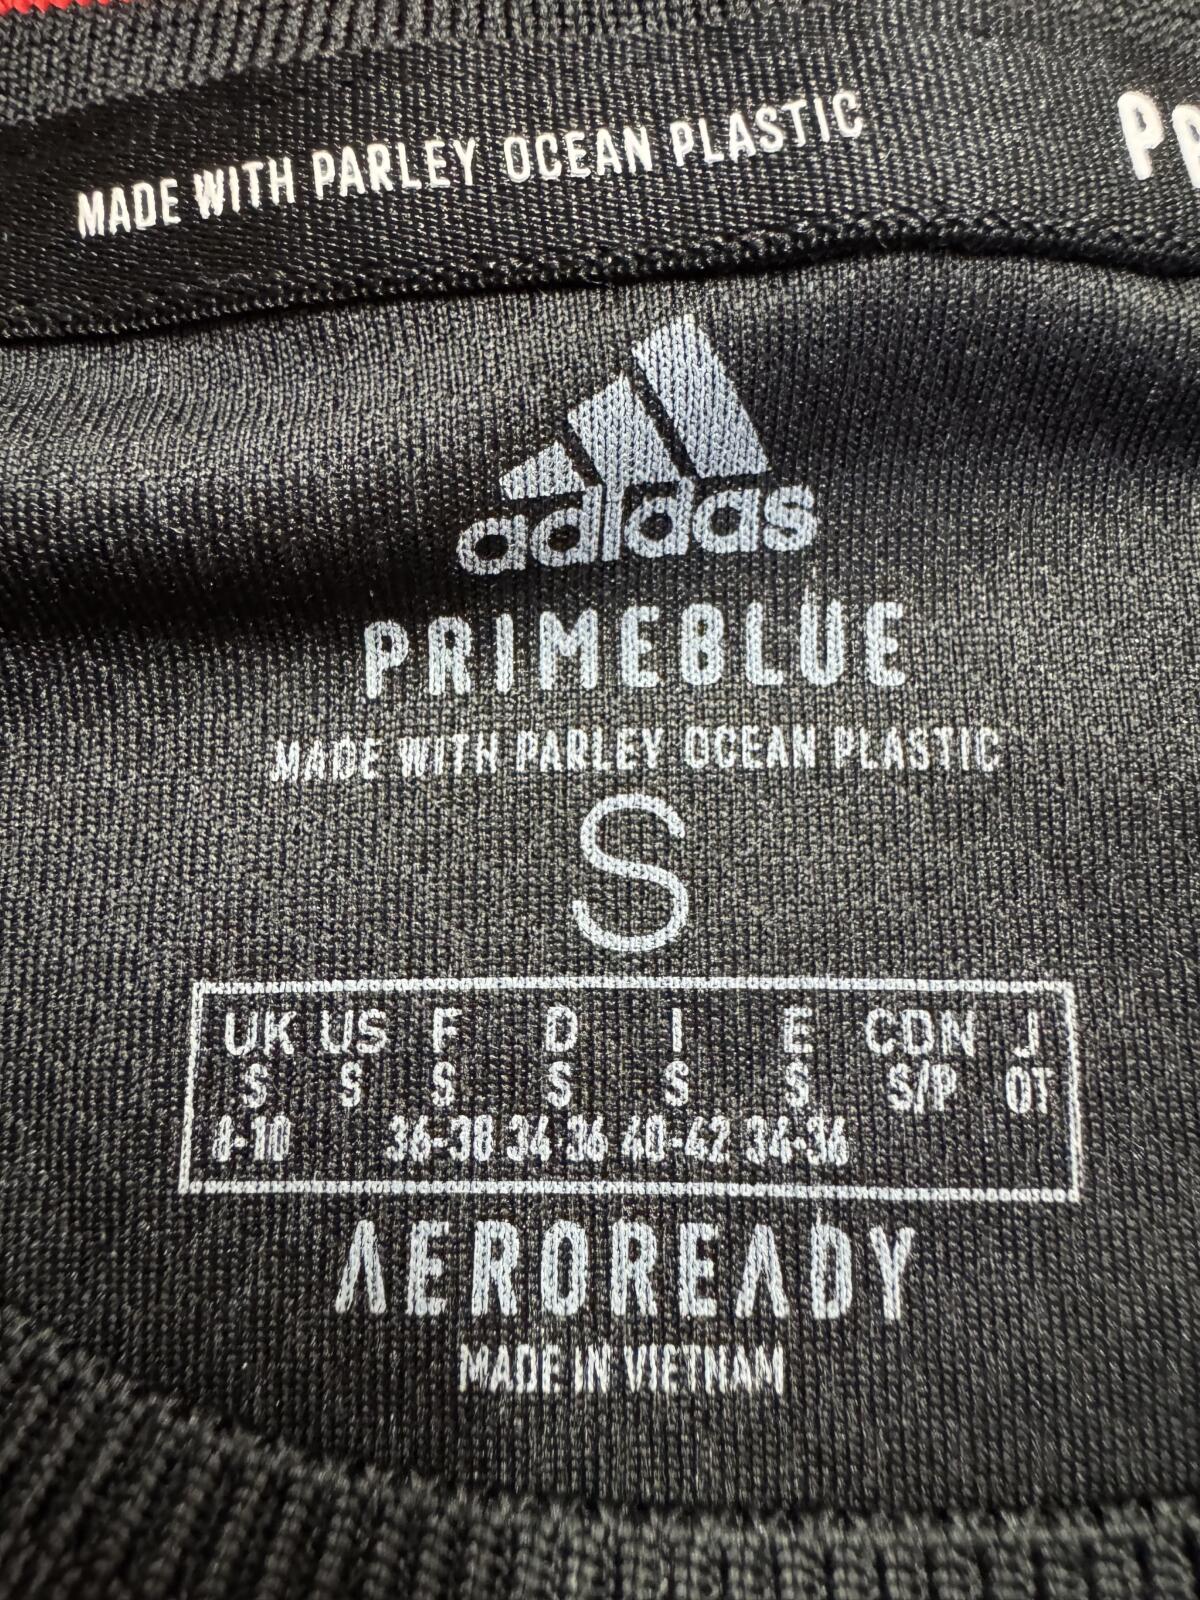 MADE WITH PARLEY OCEAN PLASTIC
adidas
PRIMEBLUE
MADE WITH PARLEY OCEAN PLASTIC
S
UK US F D I E CDN J
S S S S S S S/P OT
8-10 36-38 34-36 40-42 34-36
AEROREADY
MADE IN VIETNAM